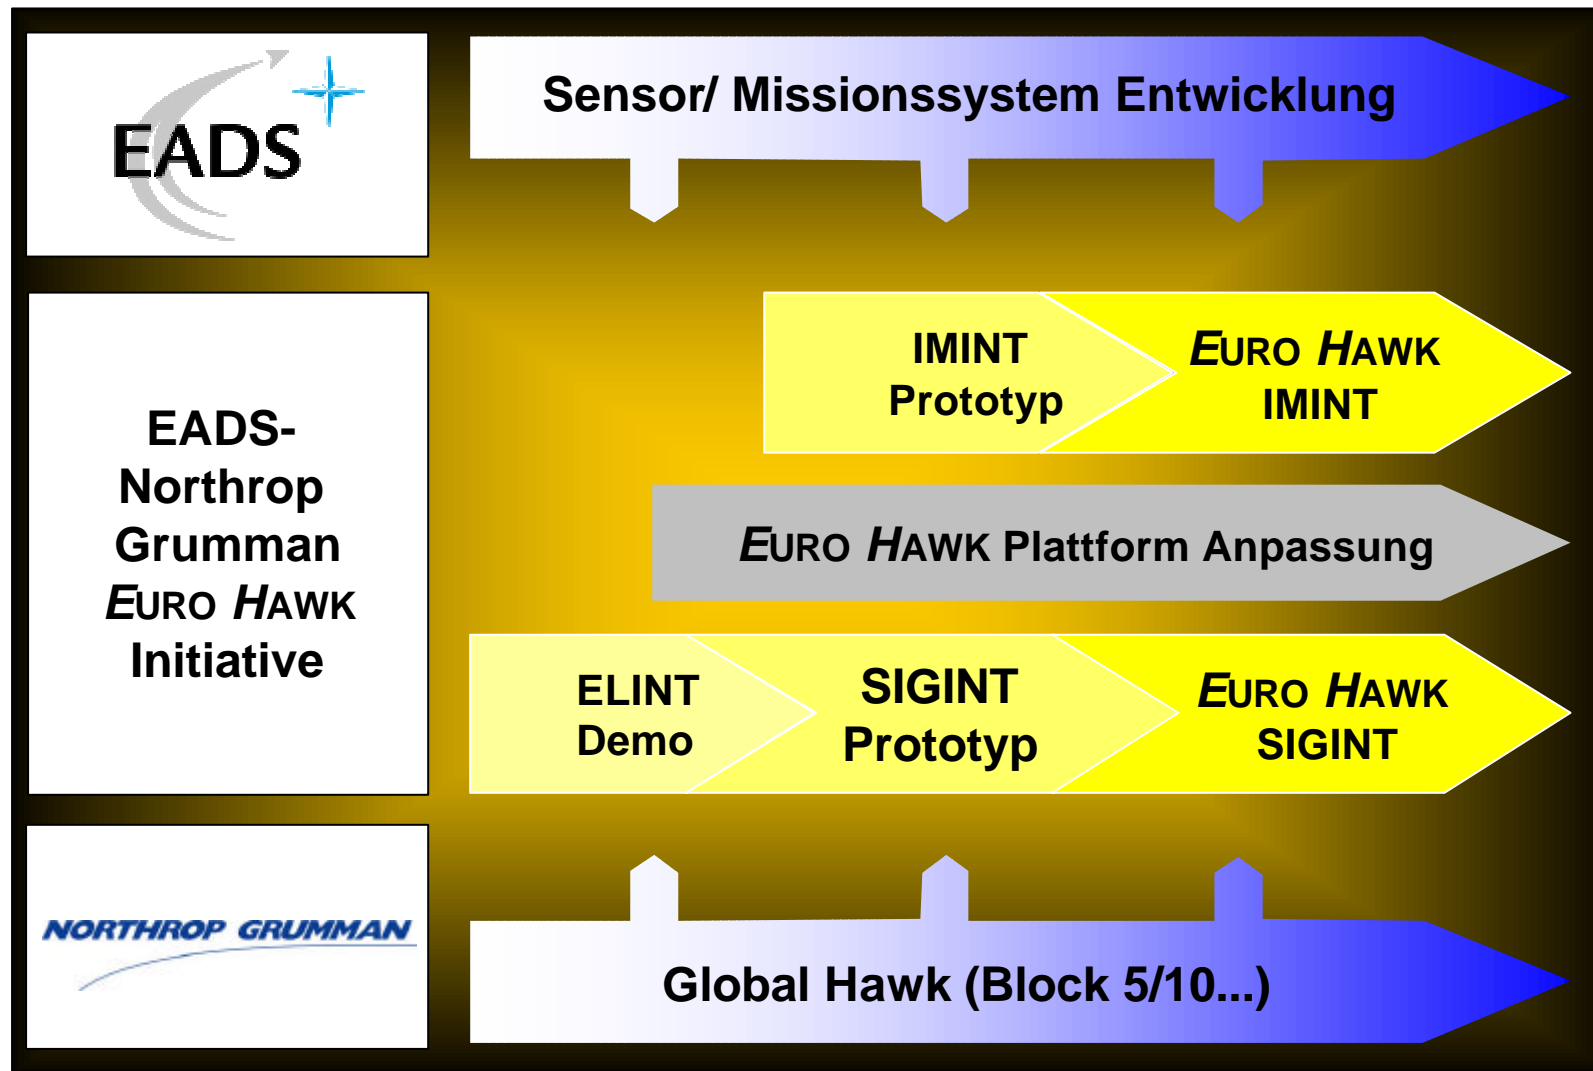 EADS
Sensor/ Missionssystem Entwicklung
EADS-
Northrop
Grumman
EURO HAWK
Initiative
IMINT
Prototyp
EURO HAWK
IMINT
EURO HAWK Plattform Anpassung
ELINT
Demo
SIGINT
Prototyp
EURO HAWK
SIGINT
NORTHROP GRUMMAN
Global Hawk (Block 5/10...)